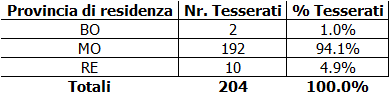 Provincia di residenza Nr. Tesserati % Tesserati
BO 2 1.0%
MO 192 94.1%
RE 10 4.9%
Totali 204 100.0%